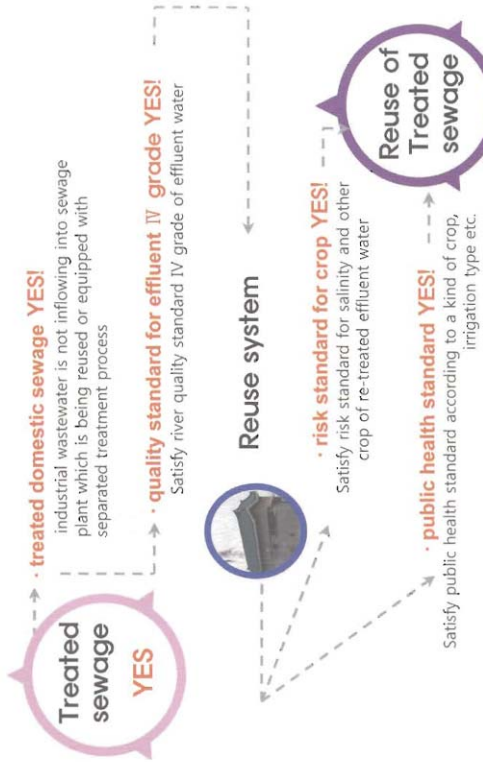 Treated
sewage
YES
· treated domestic sewage YES!
industrial wastewater is not inflowing into sewage
plant which is being reused or equipped with
separated treatment process
· quality standard for effluent Ⅳ grade YES!
Satisfy river quality standard IV grade of effluent water
Reuse system
· risk standard for crop YES!
Satisfy risk standard for salinity and other
crop of re-treated effluent water
· public health standard YES!
Satisfy public health standard according to a kind of crop,
irrigation type etc.
Reuse of
Treated
sewage